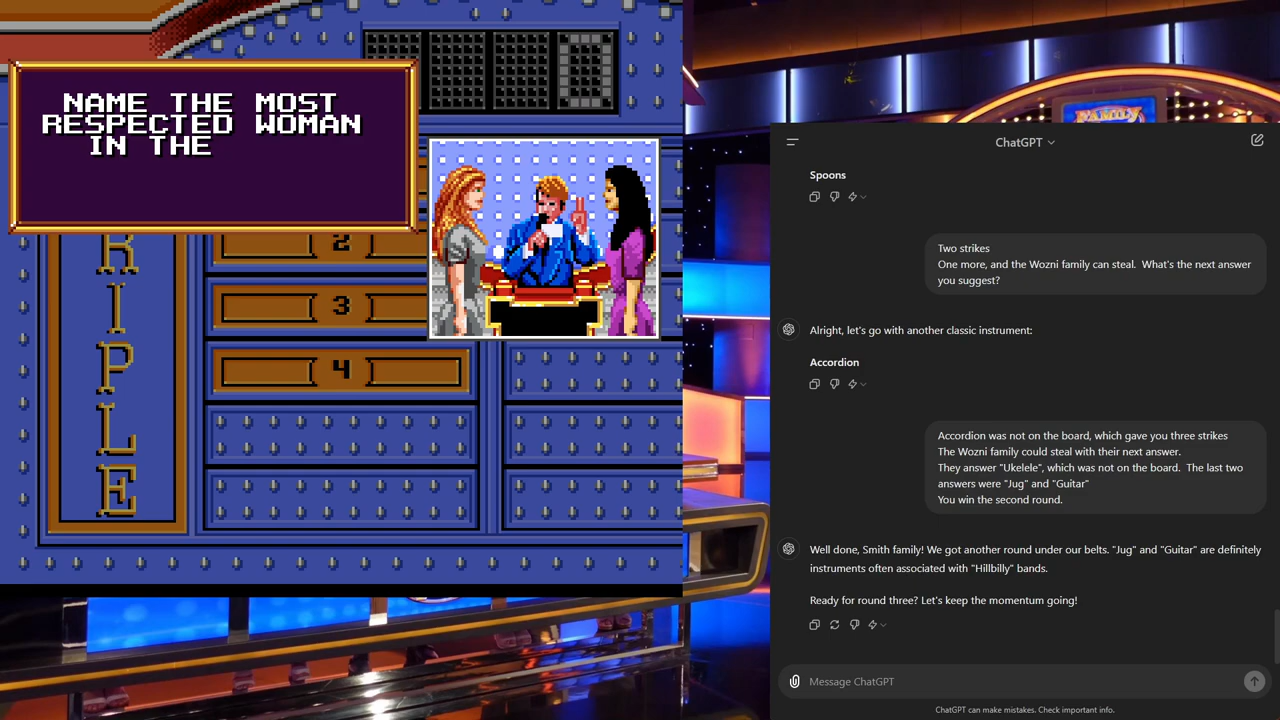 NAME THE MOST
RESPECTED WOMAN
IN THE
R
I
P
L
E
2
3
4
FAMILY
ChatGPT
Spoons
Two strikes
One more, and the Wozni family can steal. What's the next answer
you suggest?
Alright, let's go with another classic instrument:
Accordion
Accordion was not on the board, which gave you three strikes
The Wozni family could steal with their next answer.
They answer "Ukelele", which was not on the board. The last two
answers were "Jug" and "Guitar"
You win the second round.
Well done, Smith family! We got another round under our belts. "Jug" and "Guitar" are definitely
instruments often associated with "Hillbilly" bands.
Ready for round three? Let's keep the momentum going!
Message ChatGPT
ChatGPT can make mistakes. Check important info.